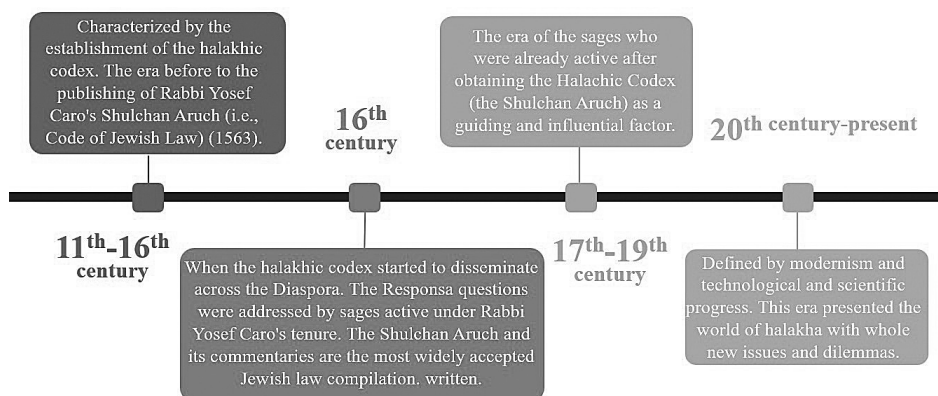 Characterized by the
establishment of the halakhic
codex. The era before to the
publishing of Rabbi Yosef
Caro's Shulchan Aruch (i.e.,
Code of Jewish Law) (1563).
11th-16th
century
16th
century
When the halakhic codex started to disseminate
across the Diaspora. The Responsa questions
were addressed by sages active under Rabbi
Yosef Caro's tenure. The Shulchan Aruch and
its commentaries are the most widely accepted
Jewish law compilation. written.
The era of the sages who
were already active after
obtaining the Halachic Codex
(the Shulchan Aruch) as a
guiding and influential factor.
17th-19th
century
20th century-present
Defined by modernism and
technological and scientific
progress. This era presented the
world of halakha with whole
new issues and dilemmas.